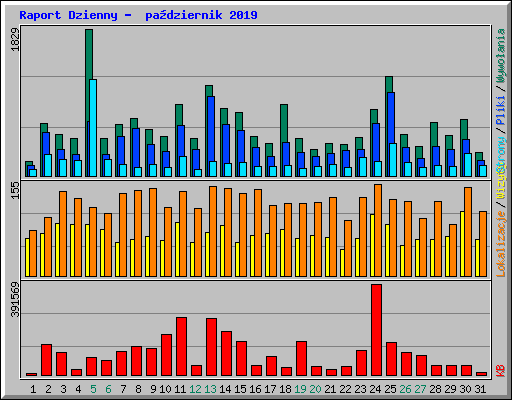 Raport Dzienny -  październik 2019
1829
155
391569
Wywołania / Pliki / Strony
Wizyt / Lokalizacje
KB
1 2 3 4 5 6 7 8 9 10 11 12 13 14 15 16 17 18 19 20 21 22 23 24 25 26 27 28 29 30 31